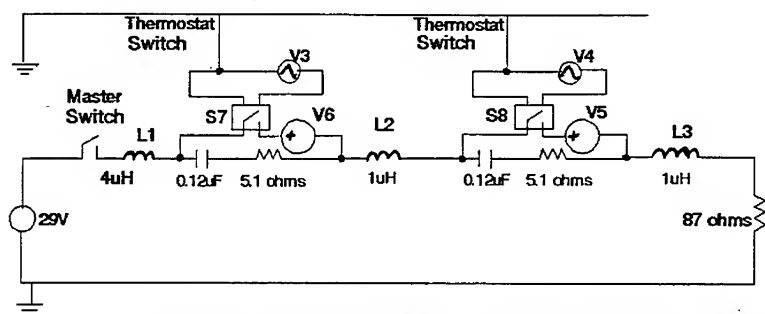 Thermostat
Switch
V3
Thermostat
Switch
V4
Master
Switch
L1
S7
V6
L2
S8
V5
L3
4uH
0.12uF
5.1 ohms
1uH
0.12uF
5.1 ohms
1uH
29V
87 ohms